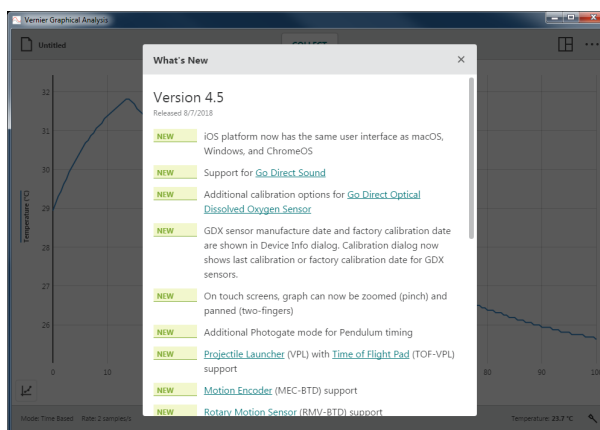 Vernier Graphical Analysis
Untitled
COLLECT
What's New
Version 4.5
Released 8/7/2018
NEW iOS platform now has the same user interface as macOS,
Windows, and ChromeOS
NEW Support for Go Direct Sound
NEW Additional calibration options for Go Direct Optical
Dissolved Oxygen Sensor
NEW GDX sensor manufacture date and factory calibration date
are shown in Device Info dialog. Calibration dialog now
shows last calibration or factory calibration date for GDX
sensors.
NEW On touch screens, graph can now be zoomed (pinch) and
panned (two-fingers)
NEW Additional Photogate mode for Pendulum timing
NEW Projectile Launcher (VPL) with Time of Flight Pad (TOF-VPL)
support
NEW Motion Encoder (MEC-BTD) support
NEW Rotary Motion Sensor (RMV-BTD) support
Temperature (°C)
32
31
30
29
28
27
26
0 10 80 90 100
Mode: Time Based Rate: 2 samples/s Temperature: 23.7 °C